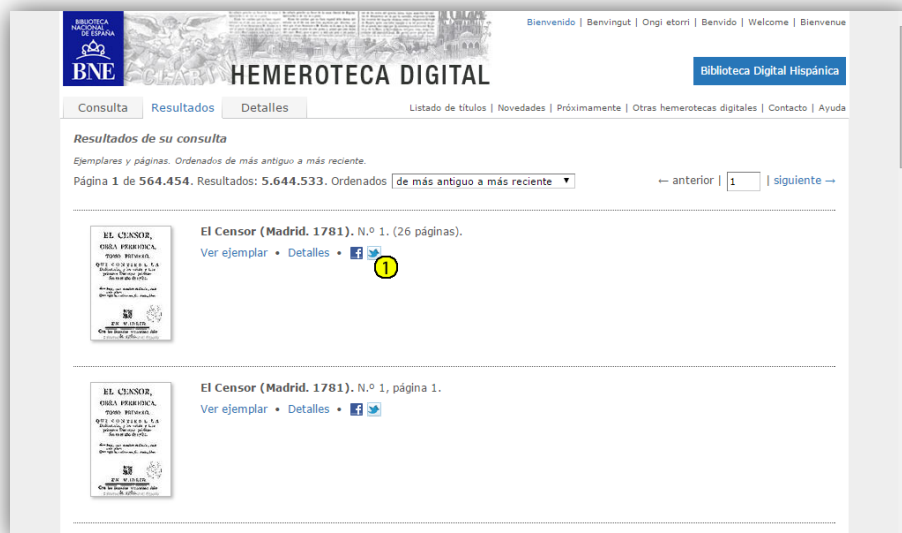 BIBLIOTECA
NACIONAL
DE ESPAÑA
BNE
Bienvenido | Benvingut | Ongi etorri | Benvido | Welcome | Bienvenue
HEMEROTECA DIGITAL
Biblioteca Digital Hispánica
Consulta Resultados Detalles
Listado de títulos | Novedades | Próximamente | Otras hemerotecas digitales | Contacto | Ayuda
Resultados de su consulta
Ejemplares y páginas. Ordenados de más antiguo a más reciente.
Página 1 de 564.454. Resultados: 5.644.533. Ordenados de más antiguo a más reciente ▼
← anterior | 1 | siguiente →
EL CENSOR,
OBRA PERIODICA.
TOMO PRIMERO.
El Censor (Madrid. 1781). N.º 1. (26 páginas).
Ver ejemplar • Detalles •
1
EL CENSOR,
OBRA PERIODICA.
TOMO PRIMERO.
El Censor (Madrid. 1781). N.º 1, página 1.
Ver ejemplar • Detalles •